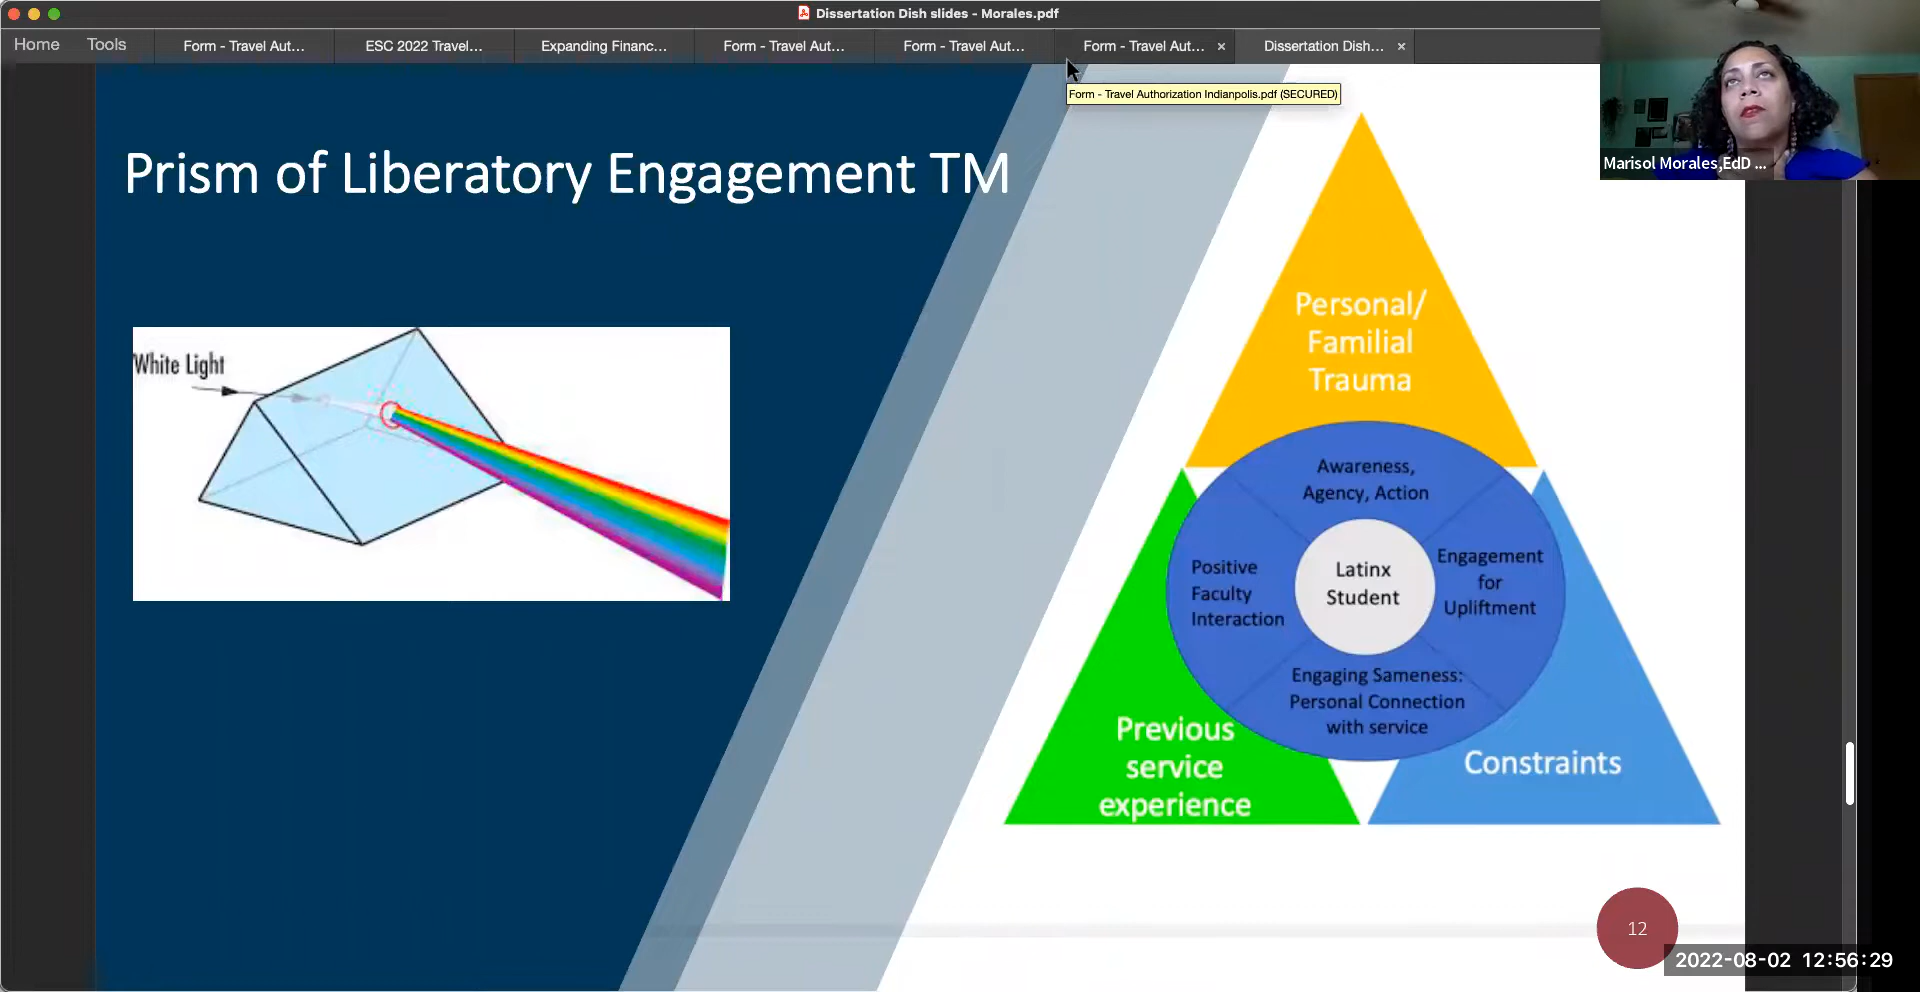 Dissertation Dish slides - Morales.pdf
Home
Tools
Form - Travel Aut...
ESC 2022 Travel...
Expanding Financ...
Form - Travel Aut...
Form - Travel Aut...
Form - Travel Aut...
Dissertation Dish...
Form - Travel Authorization Indianpolis.pdf (SECURED)
Marisol Morales,EdD ...
Prism of Liberatory Engagement TM
White Light
Personal/
Familial
Trauma
Awareness,
Agency, Action
Positive
Faculty
Interaction
Latinx
Student
Engagement
for
Upliftment
Engaging Sameness:
Personal Connection
with service
Previous
service
experience
Constraints
12
2022-08-02 12:56:29